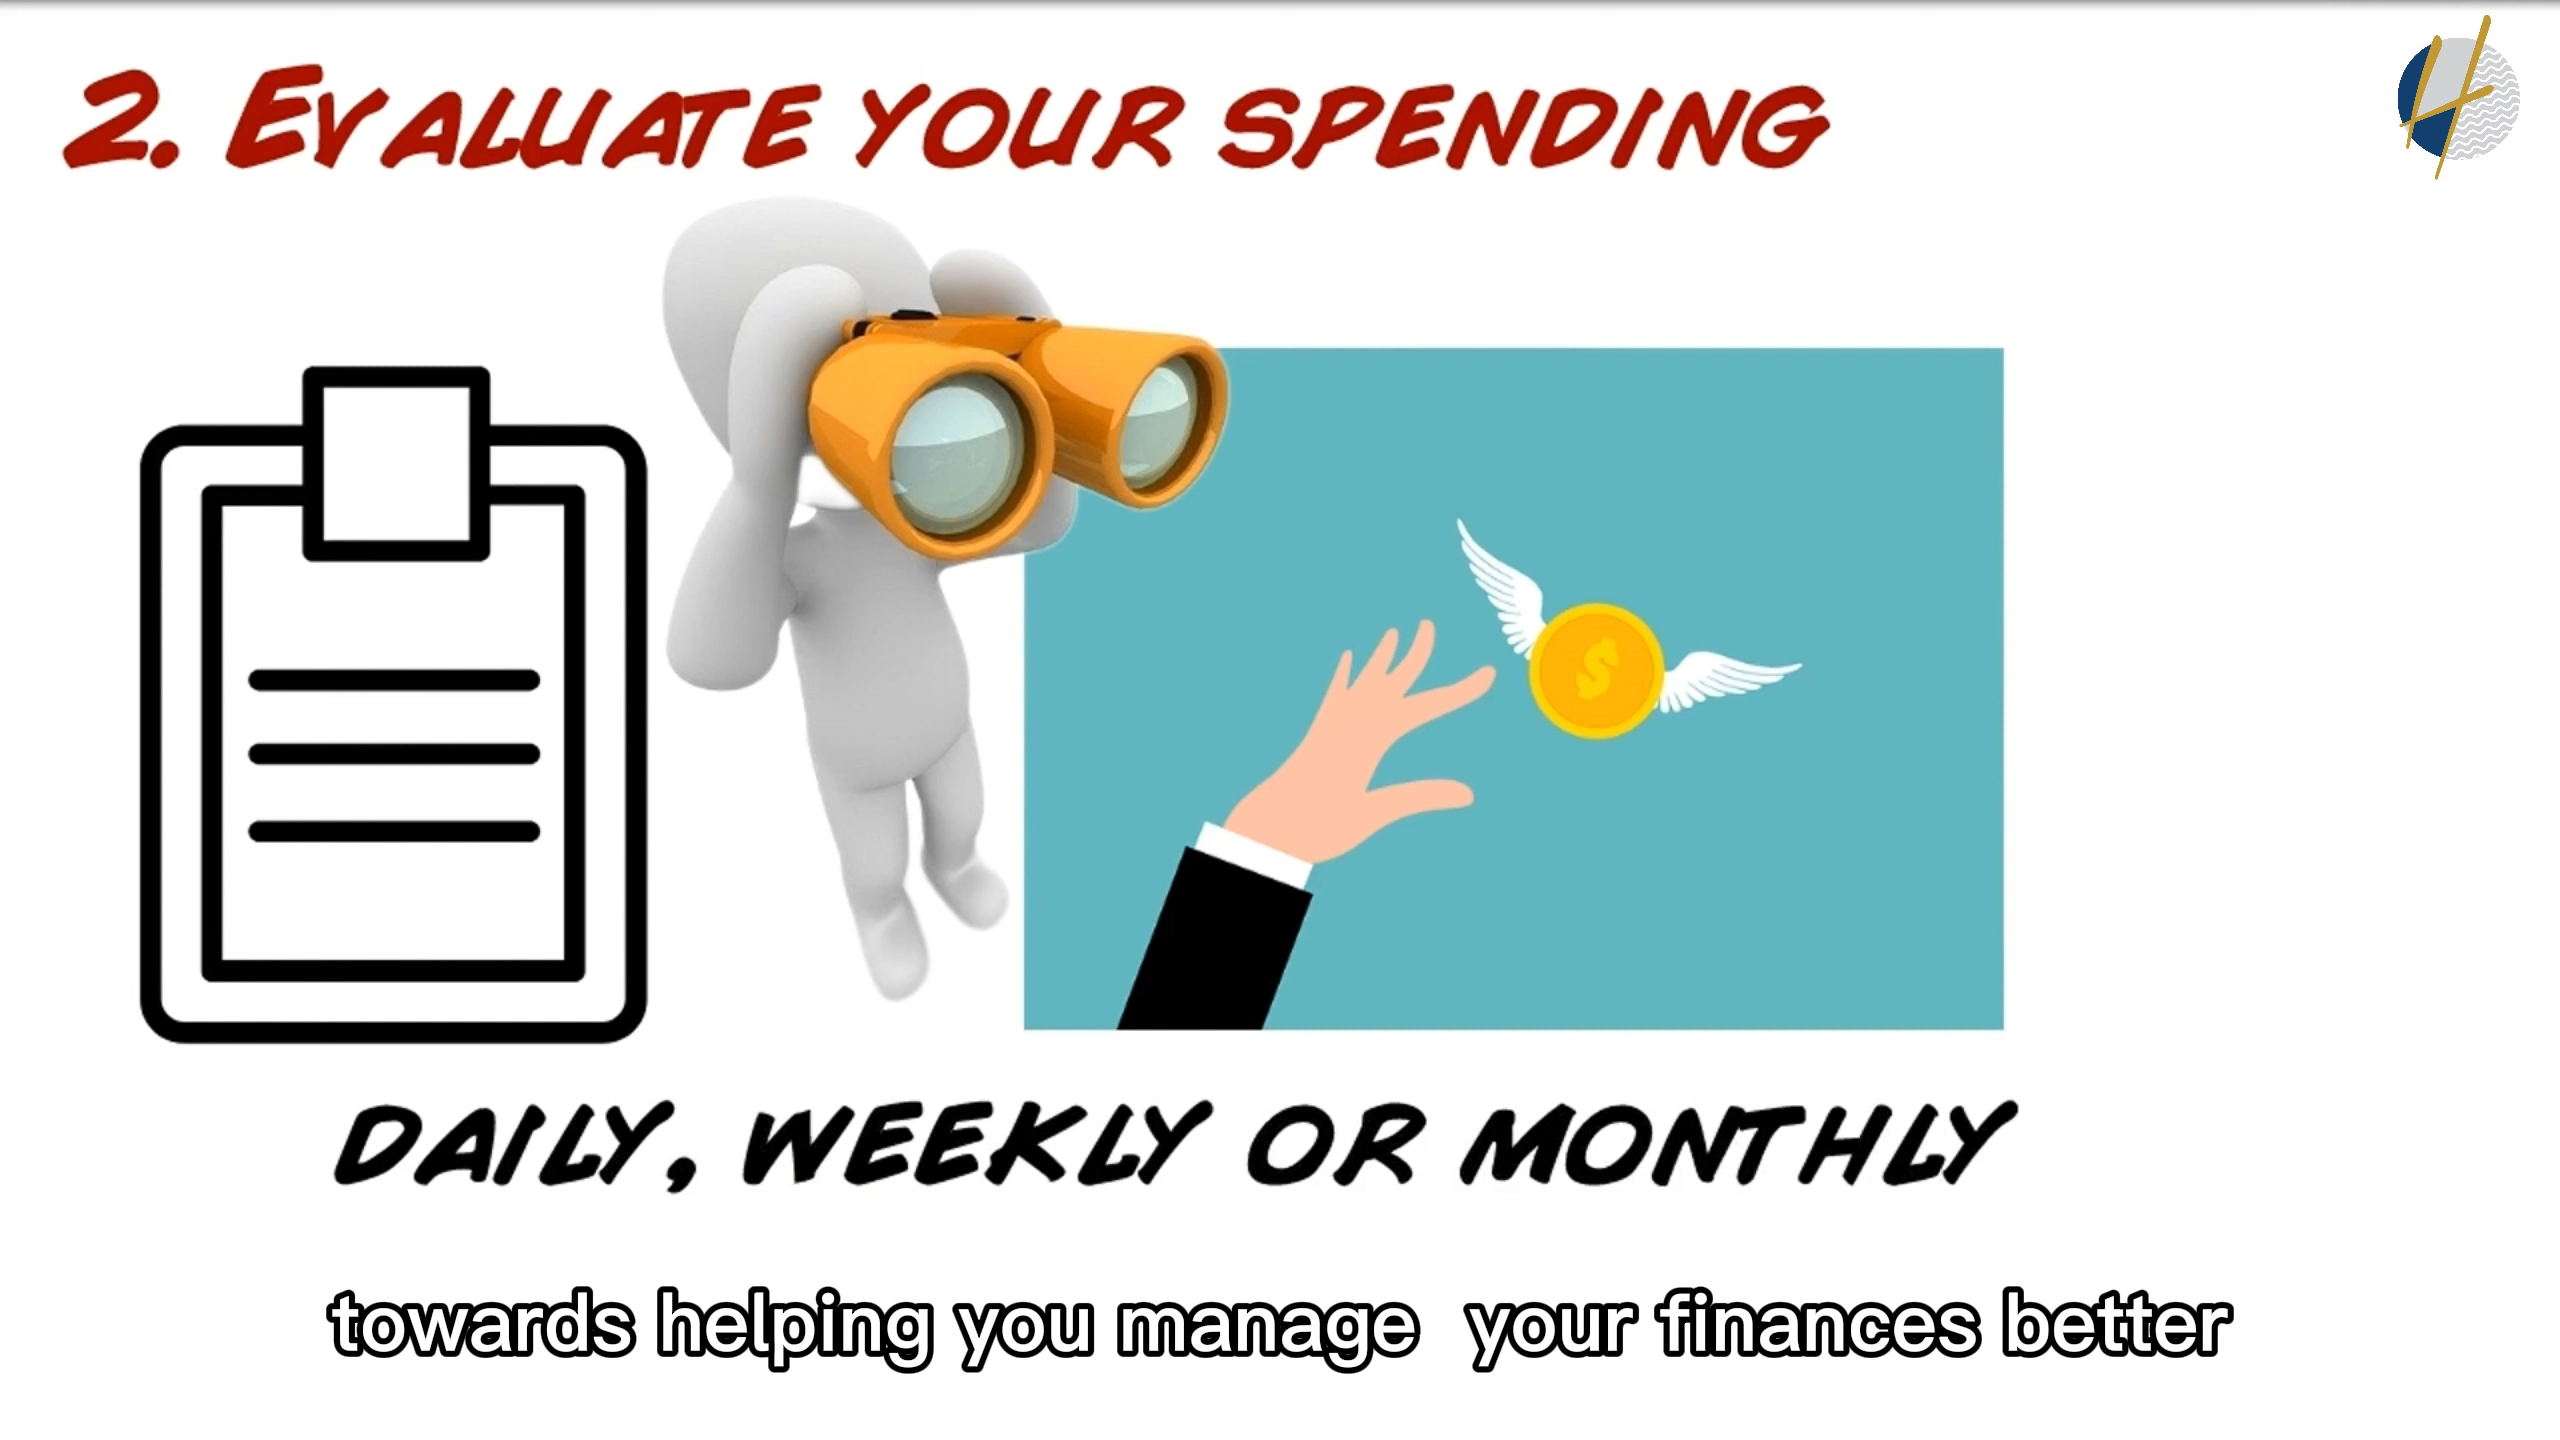 2. EVALUATE YOUR SPENDING
$
DAILY, WEEKLY OR MONTHLY
towards helping you manage  your finances better